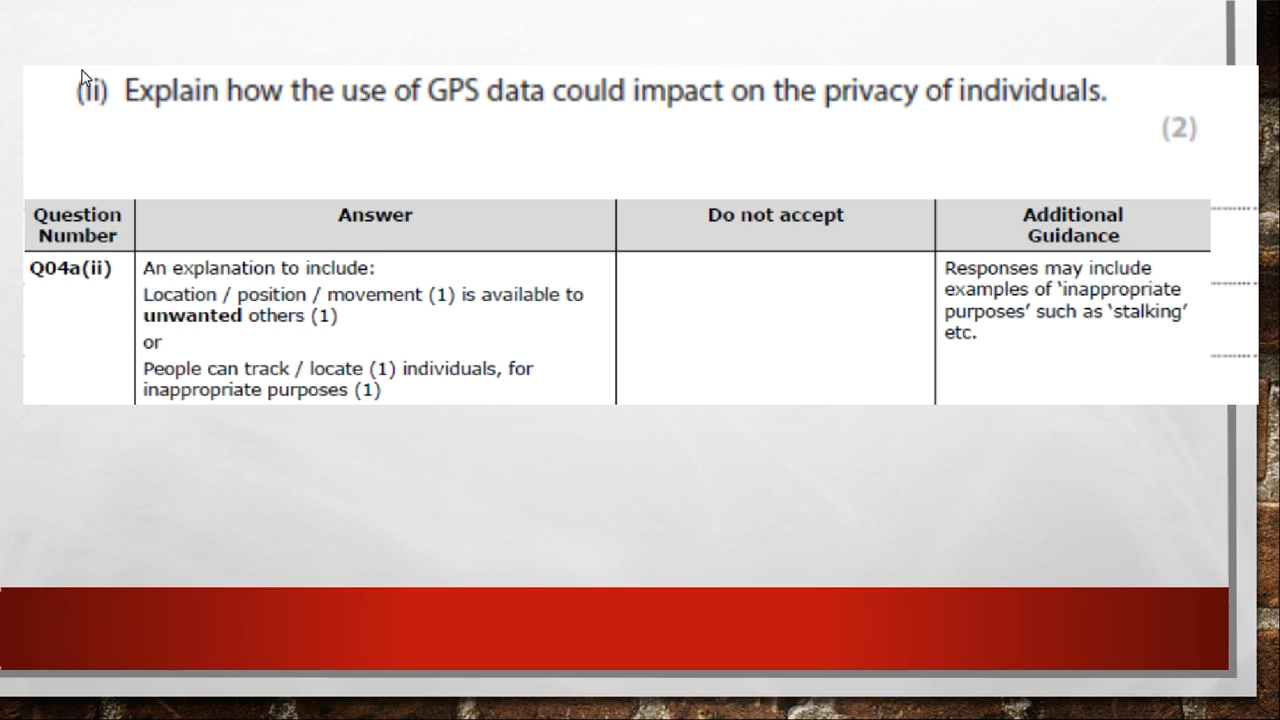 (ii) Explain how the use of GPS data could impact on the privacy of individuals.
(2)
Question Number
Answer
Do not accept
Additional Guidance
Q04a(ii)
An explanation to include:
Location / position / movement (1) is available to
unwanted others (1)
or
People can track / locate (1) individuals, for
inappropriate purposes (1)
Responses may include
examples of ‘inappropriate
purposes’ such as ‘stalking’
etc.